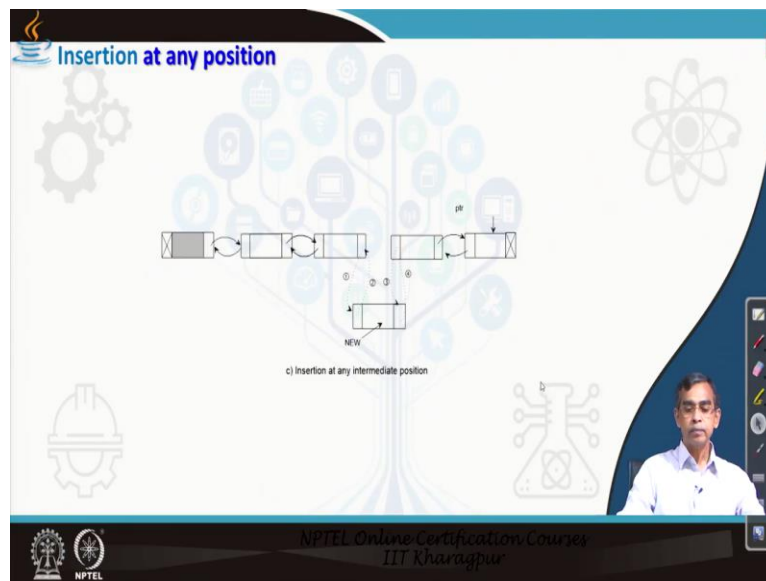 Insertion at any position
ptr
① ② ③ ④
NEW
c) Insertion at any intermediate position
NPTEL Online Certification Courses
IIT Kharagpur
NPTEL